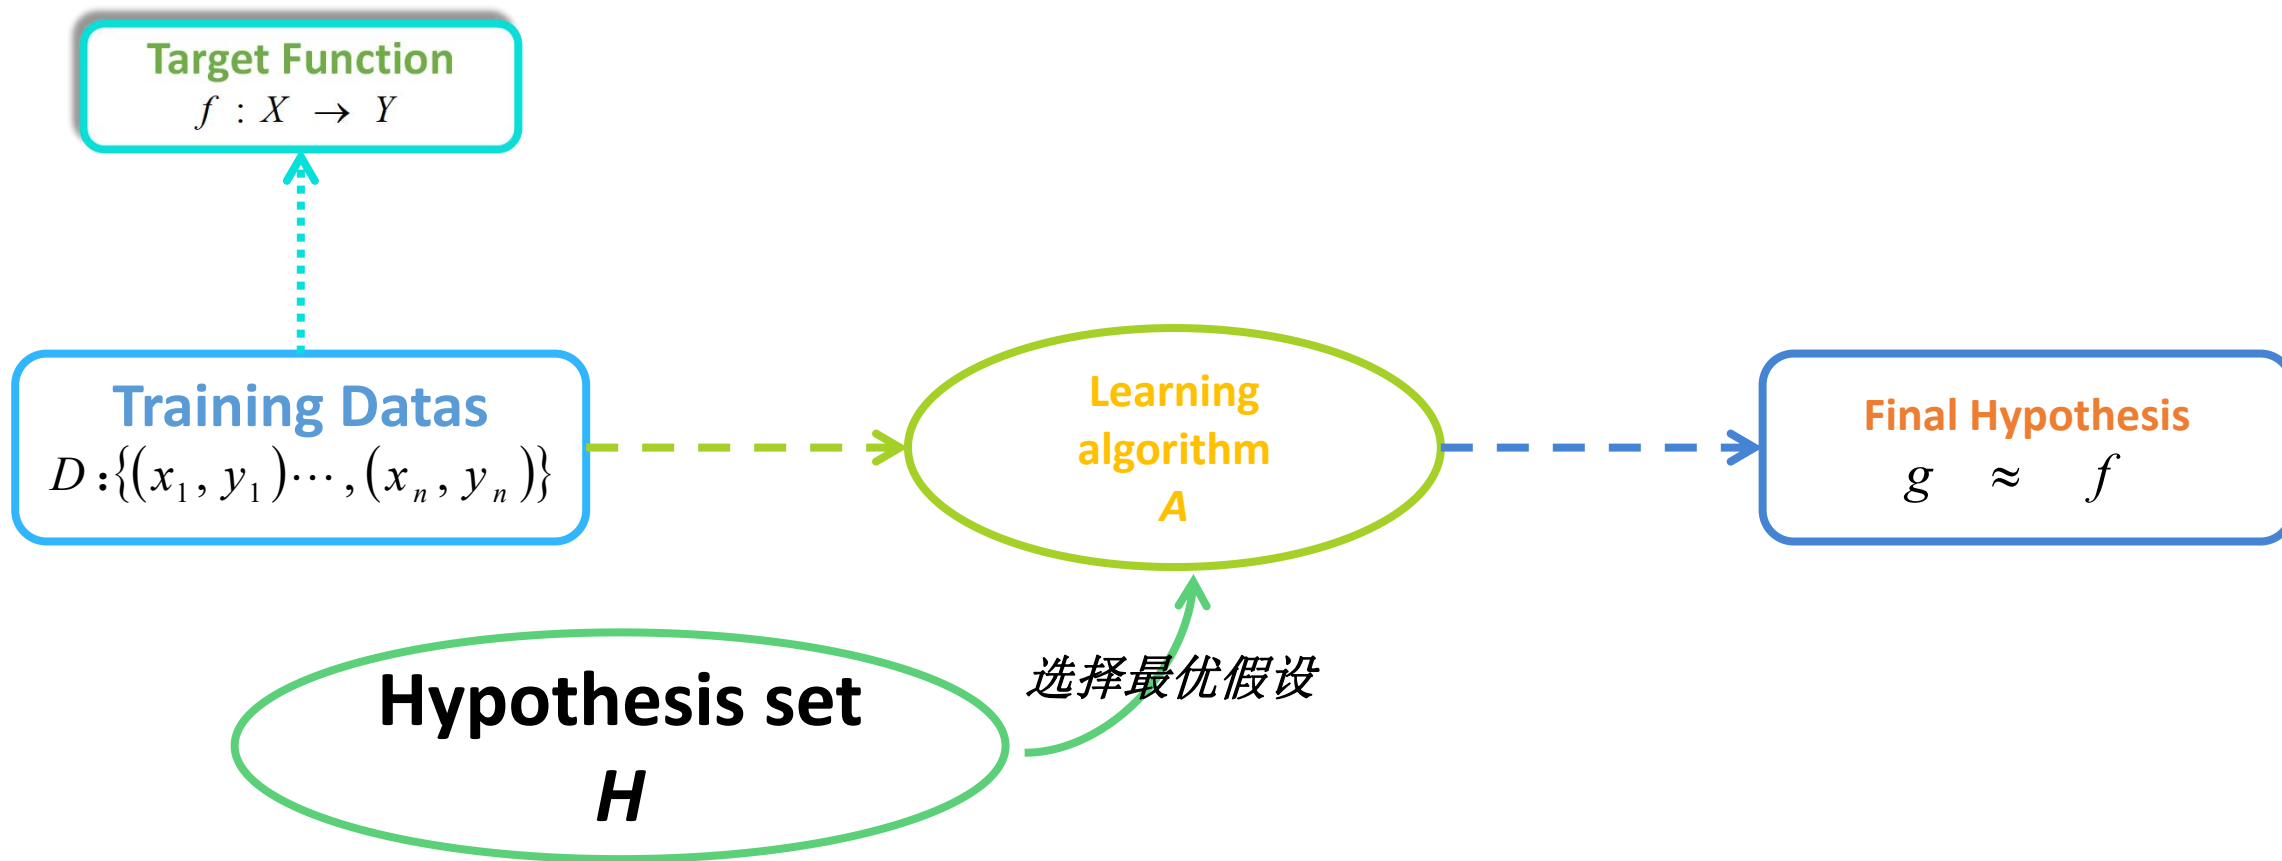 Target Function
f : X → Y
Training Datas
D:{(x₁, y₁)⋯,(xₙ, yₙ)}
Learning
algorithm
A
Final Hypothesis
g ≈ f
选择最优假设
Hypothesis set
H